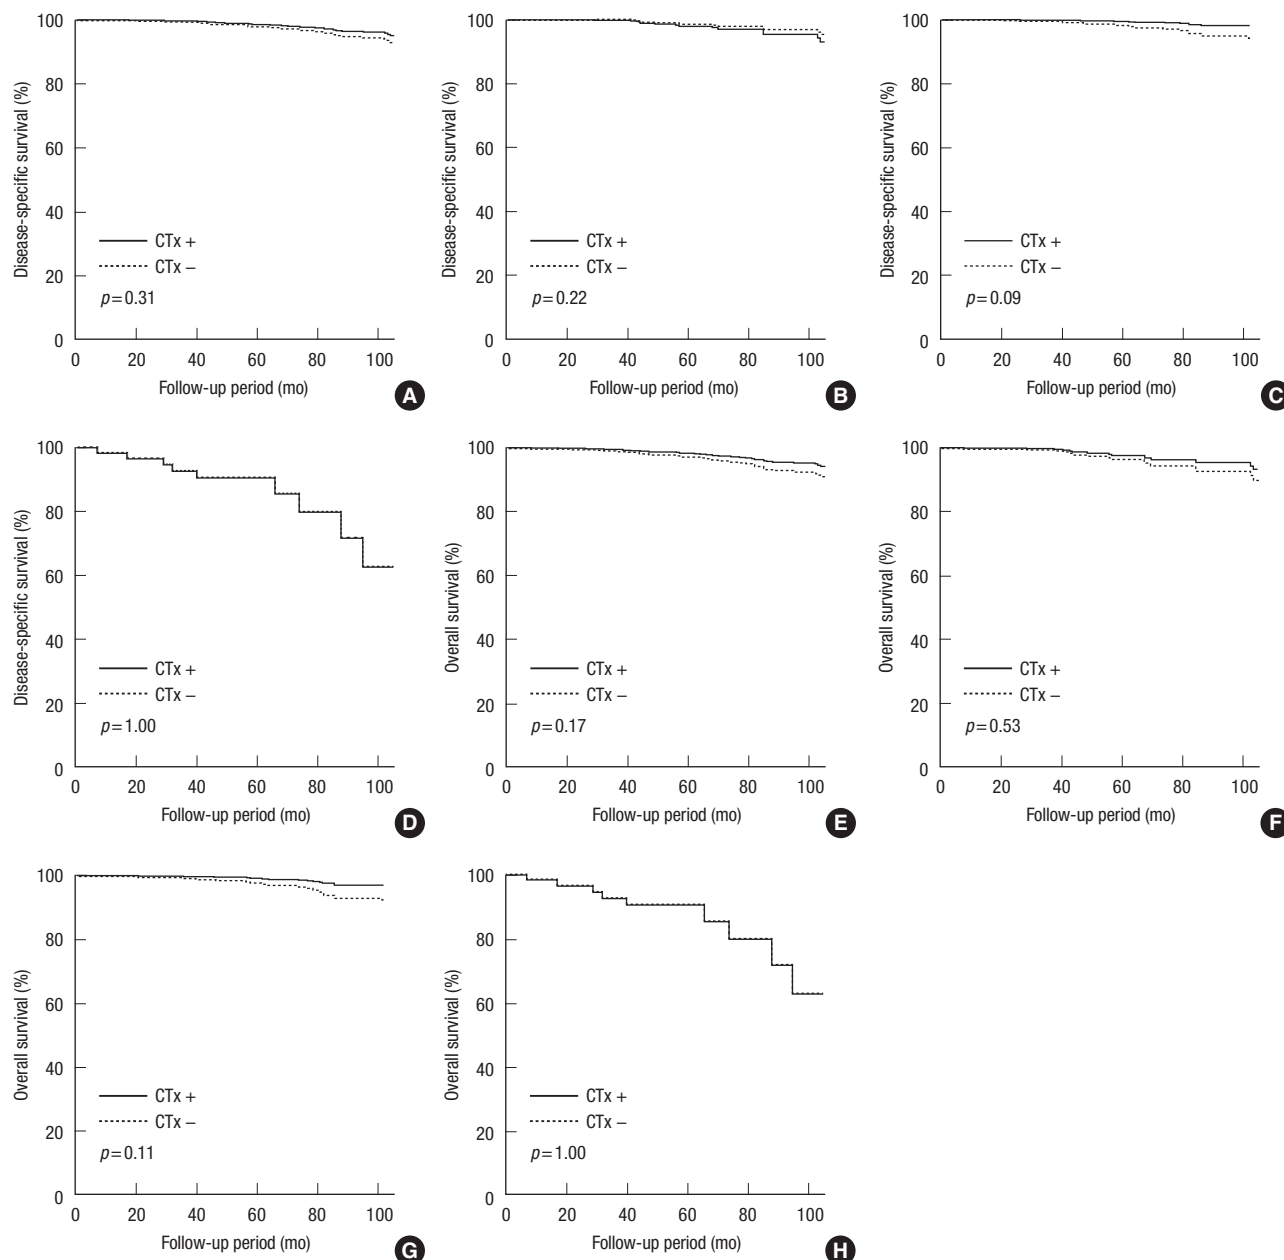 100
80
60
40
20
0
Disease-specific survival (%)
CTx +
CTx –
p=0.31
0 20 40 60 80 100
Follow-up period (mo)
A
100
80
60
40
20
0
Disease-specific survival (%)
CTx +
CTx –
p=0.22
0 20 40 60 80 100
Follow-up period (mo)
B
100
80
60
40
20
0
Disease-specific survival (%)
CTx +
CTx –
p=0.09
0 20 40 60 80 100
Follow-up period (mo)
C
100
80
60
40
20
0
Disease-specific survival (%)
CTx +
CTx –
p=1.00
0 20 40 60 80 100
Follow-up period (mo)
D
100
80
60
40
20
0
Overall survival (%)
CTx +
CTx –
p=0.17
0 20 40 60 80 100
Follow-up period (mo)
E
100
80
60
40
20
0
Overall survival (%)
CTx +
CTx –
p=0.53
0 20 40 60 80 100
Follow-up period (mo)
F
100
80
60
40
20
0
Overall survival (%)
CTx +
CTx –
p=0.11
0 20 40 60 80 100
Follow-up period (mo)
G
100
80
60
40
20
0
Overall survival (%)
CTx +
CTx –
p=1.00
0 20 40 60 80 100
Follow-up period (mo)
H